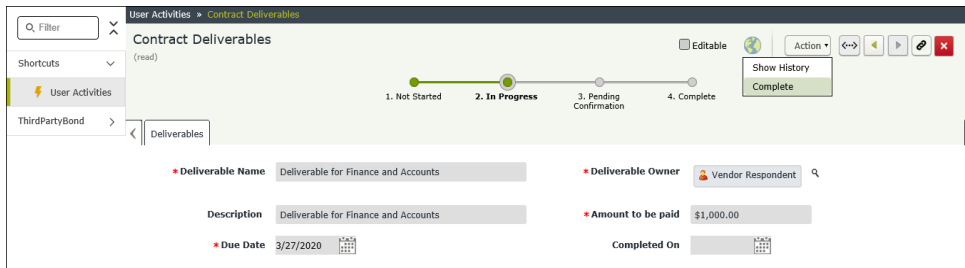 Filter
Shortcuts
User Activities
ThirdPartyBond
User Activities » Contract Deliverables
Contract Deliverables
(read)
Editable
Action
Show History
Complete
1. Not Started
2. In Progress
3. Pending
Confirmation
4. Complete
Deliverables
* Deliverable Name Deliverable for Finance and Accounts
* Deliverable Owner Vendor Respondent
Description Deliverable for Finance and Accounts
* Amount to be paid $1,000.00
* Due Date 3/27/2020
Completed On